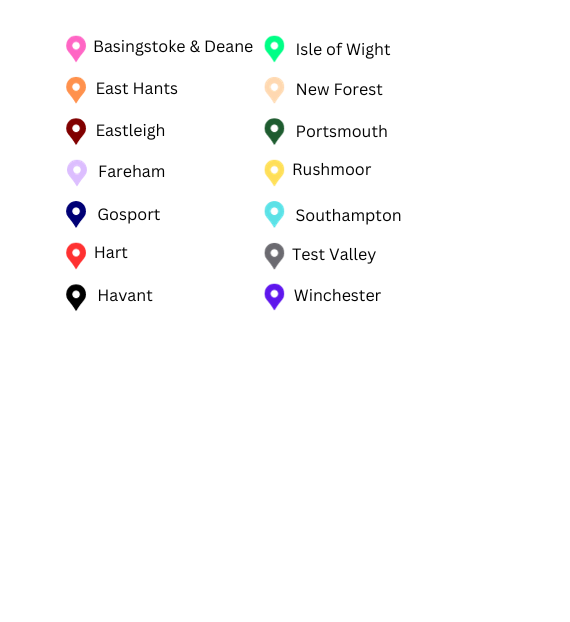 Basingstoke & Deane
East Hants
Eastleigh
Fareham
Gosport
Hart
Havant
Isle of Wight
New Forest
Portsmouth
Rushmoor
Southampton
Test Valley
Winchester